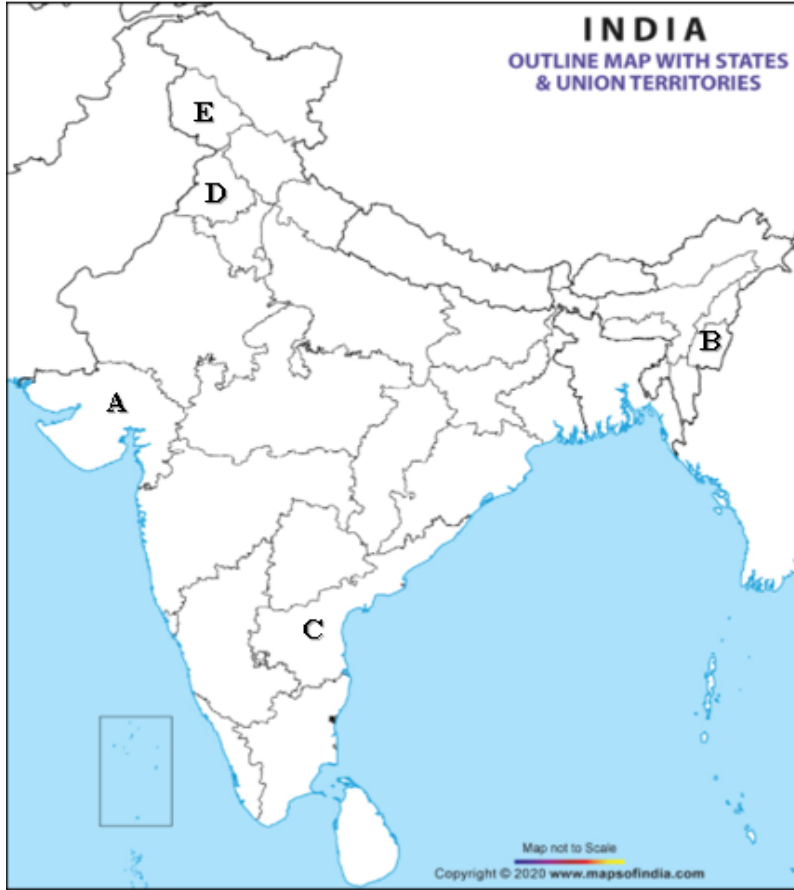 INDIA
OUTLINE MAP WITH STATES
& UNION TERRITORIES
E
D
B
A
C
Map not to Scale
Copyright © 2020 www.mapsofindia.com